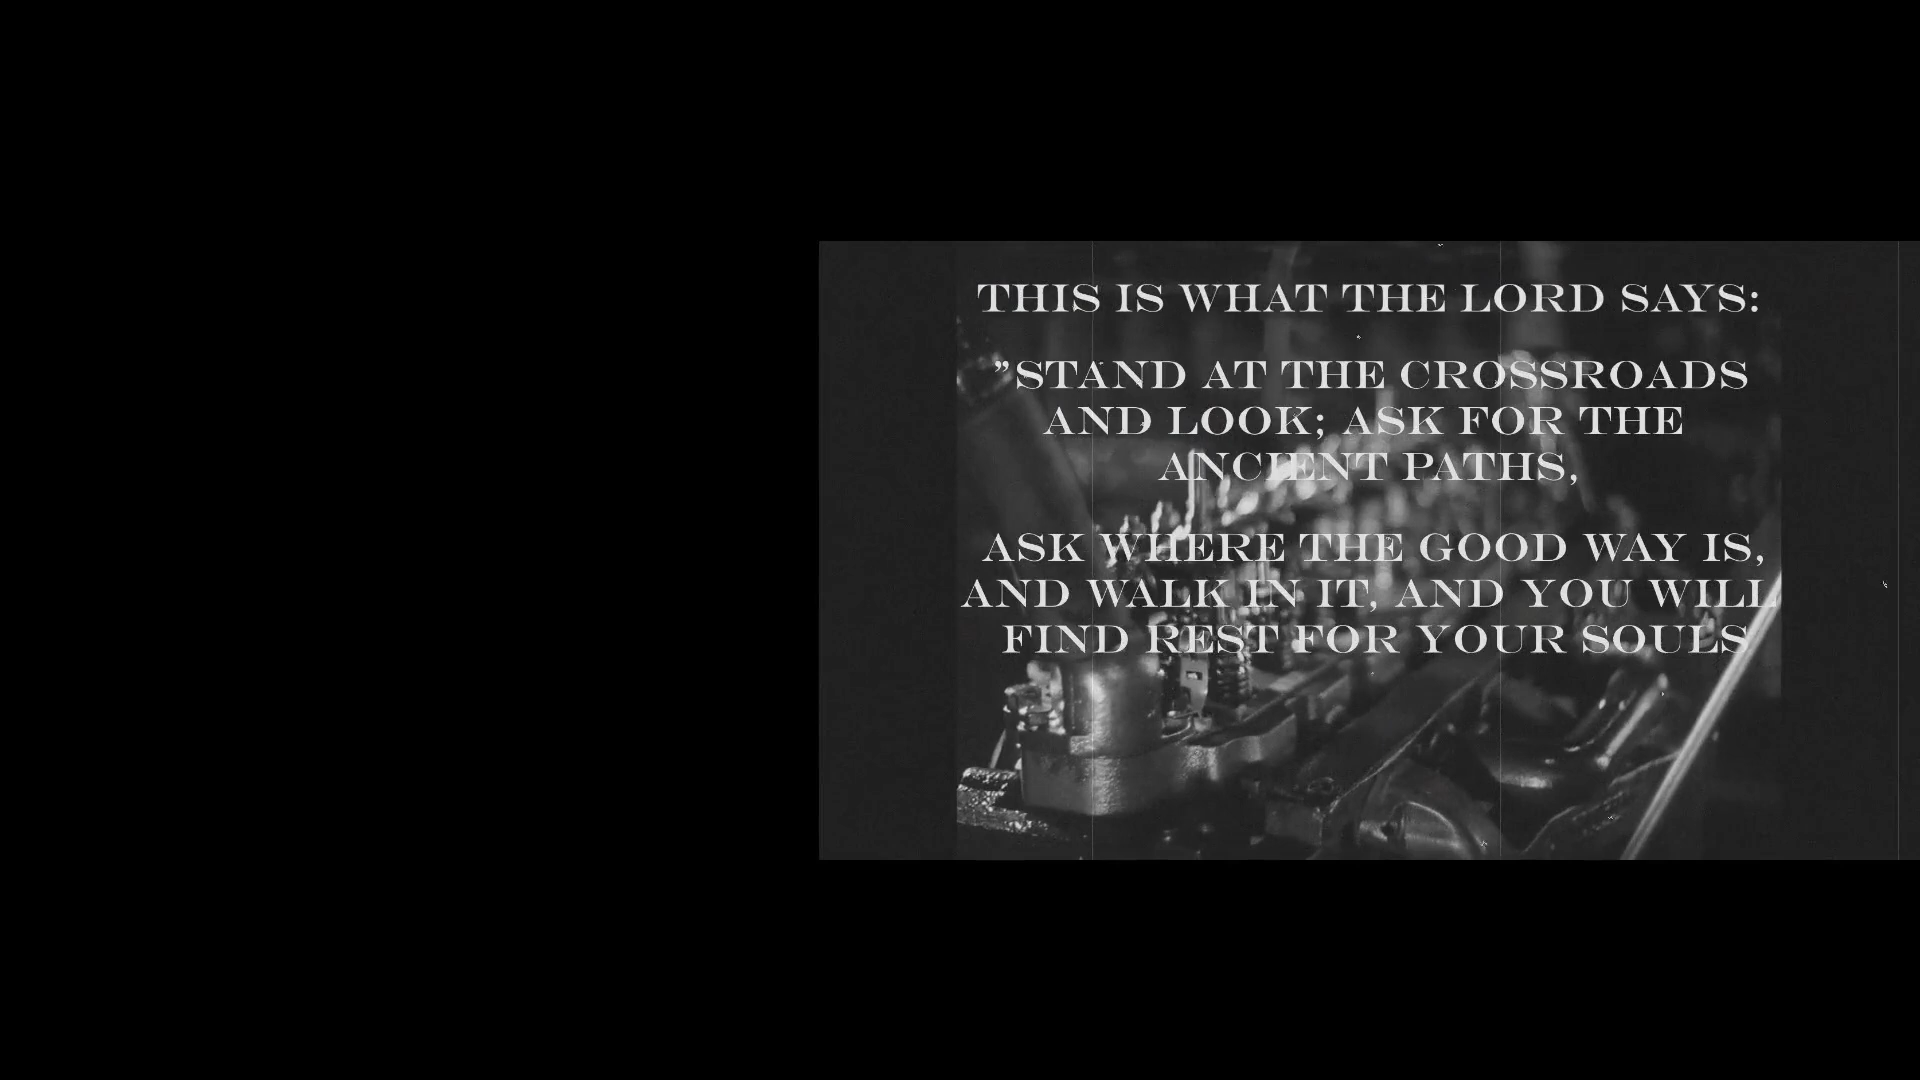 THIS IS WHAT THE LORD SAYS:
”STAND AT THE CROSSROADS
AND LOOK; ASK FOR THE
ANCIENT PATHS,
ASK WHERE THE GOOD WAY IS,
AND WALK IN IT, AND YOU WILL
FIND REST FOR YOUR SOULS